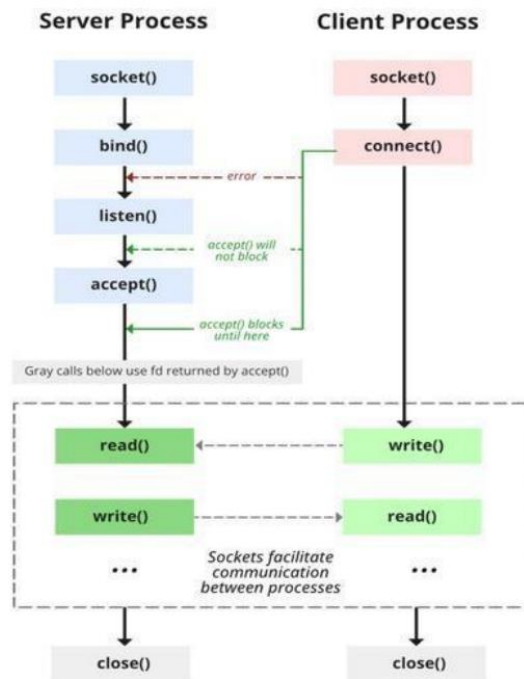 Server Process
Client Process
socket()
socket()
bind()
connect()
error
listen()
accept() will
not block
accept()
accept() blocks
until here
Gray calls below use fd returned by accept()
read()
write()
write()
read()
...
Sockets facilitate
communication
between processes
...
close()
close()